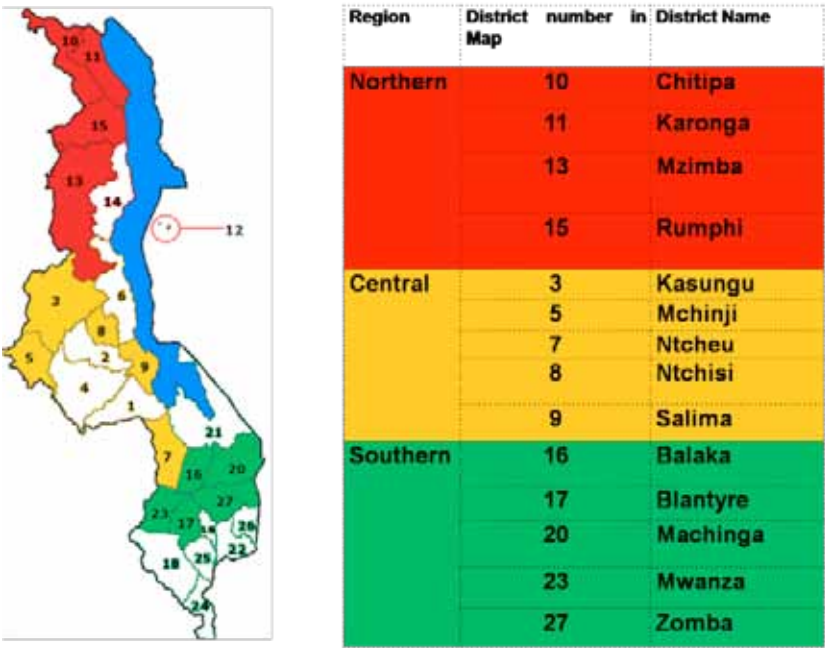 10
11
15
13
14
12
3
6
8
5
2
9
4
1
21
7
16
20
27
23
17
26
22
18
25
24
Region District number in District Name
Map
Northern 10 Chitipa
11 Karonga
13 Mzimba
15 Rumphi
Central 3 Kasungu
5 Mchinji
7 Ntcheu
8 Ntchisi
9 Salima
Southern 16 Balaka
17 Blantyre
20 Machinga
23 Mwanza
27 Zomba